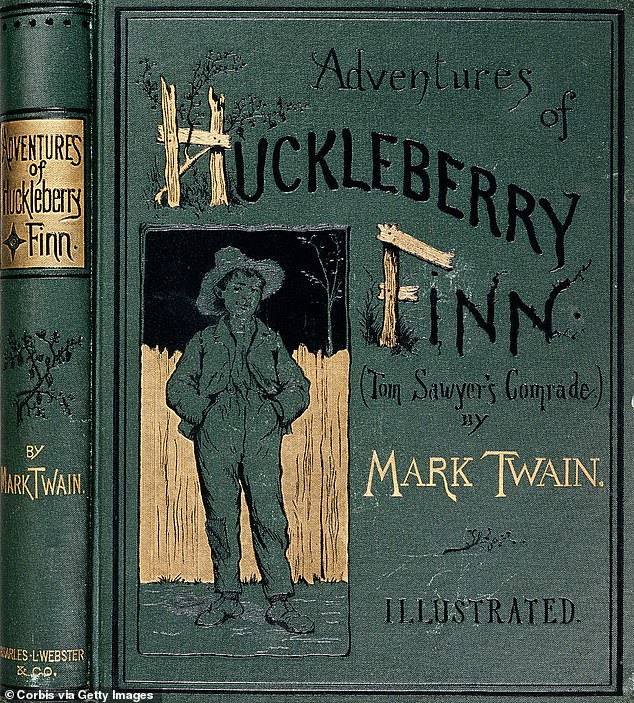 ADVENTURES
of
Huckleberry
Finn.
BY
MARK TWAIN.
CHARLES·L·WEBSTER
& CO.
Adventures
of
HUCKLEBERRY
FINN.
(Tom Sawyer's Comrade.)
BY
MARK TWAIN.
ILLUSTRATED.
© Corbis via Getty Images